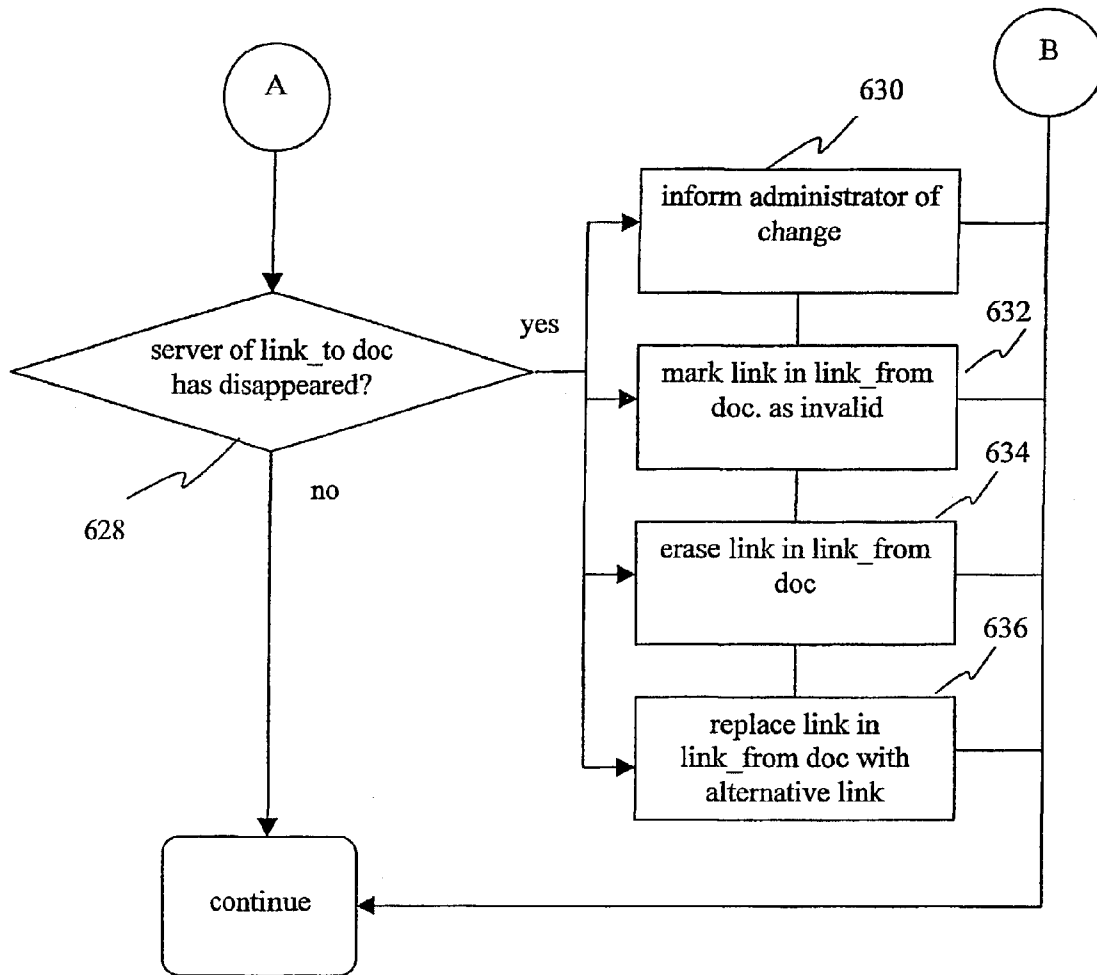 A
B
630
inform administrator of
change
632
yes
server of link_to doc
has disappeared?
mark link in link_from
doc. as invalid
634
no
628
erase link in link_from
doc
636
replace link in
link_from doc with
alternative link
continue